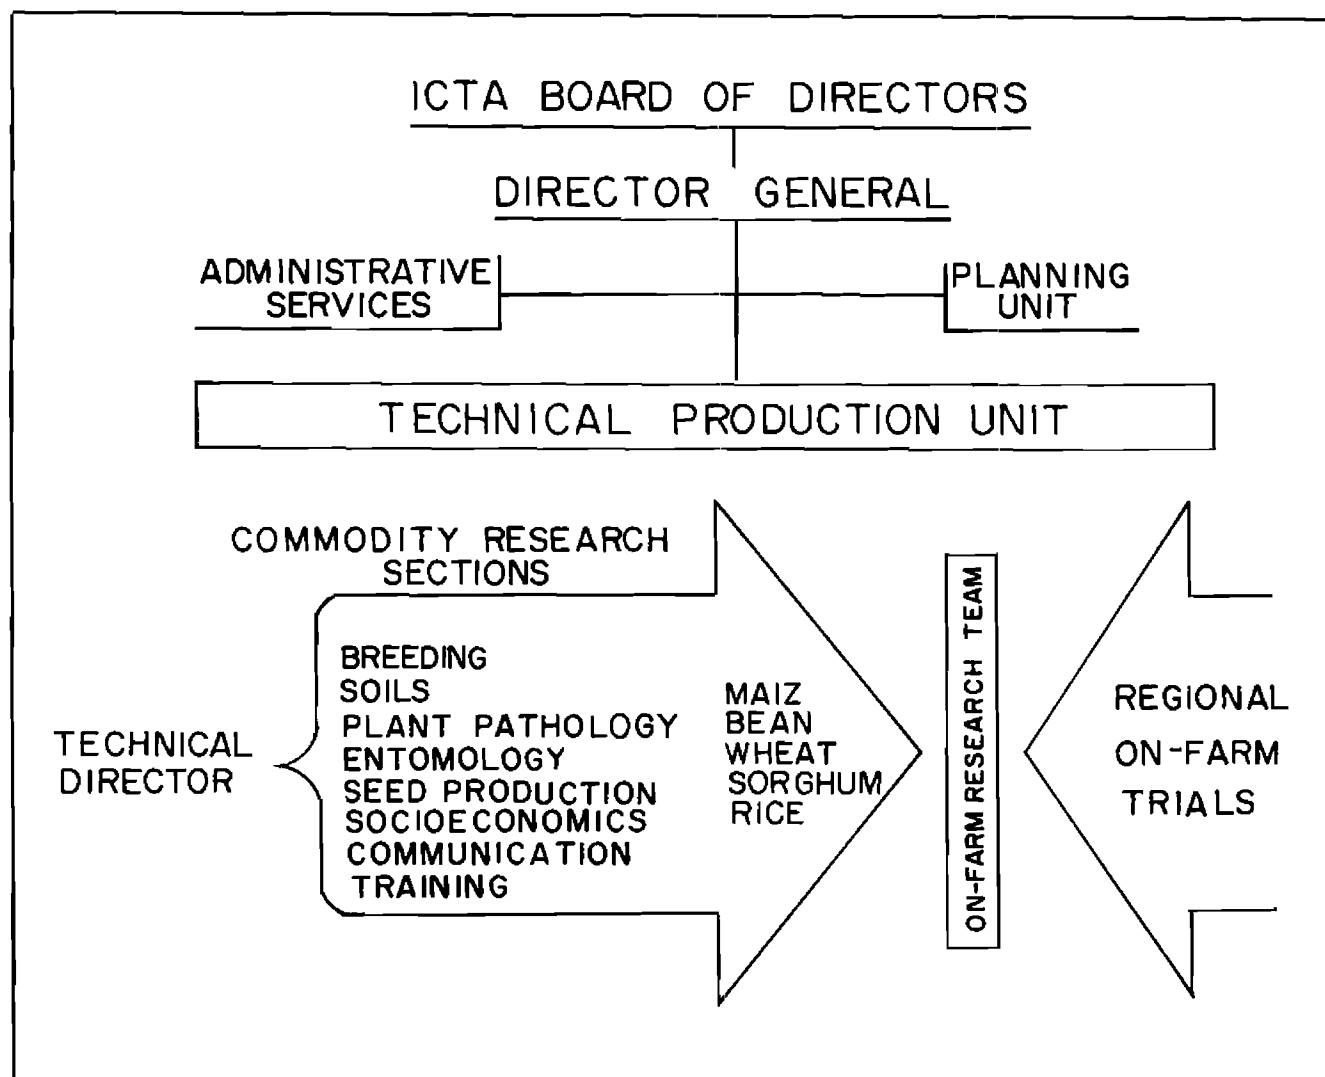 ICTA BOARD OF DIRECTORS
DIRECTOR GENERAL
ADMINISTRATIVE
SERVICES
PLANNING
UNIT
TECHNICAL PRODUCTION UNIT
COMMODITY RESEARCH
SECTIONS
TECHNICAL
DIRECTOR
BREEDING
SOILS
PLANT PATHOLOGY
ENTOMOLOGY
SEED PRODUCTION
SOCIOECONOMICS
COMMUNICATION
TRAINING
MAIZ
BEAN
WHEAT
SORGHUM
RICE
ON-FARM RESEARCH TEAM
REGIONAL
ON-FARM
TRIALS